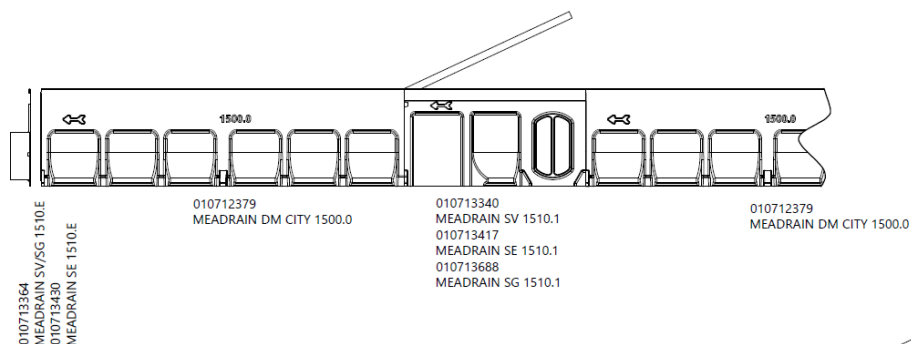 1500.0
1500.0
010712379
MEADRAIN DM CITY 1500.0
010713340
MEADRAIN SV 1510.1
010713417
MEADRAIN SE 1510.1
010713688
MEADRAIN SG 1510.1
010712379
MEADRAIN DM CITY 1500.0
010713364
MEADRAIN SV/SG 1510.E
010713430
MEADRAIN SE 1510.E